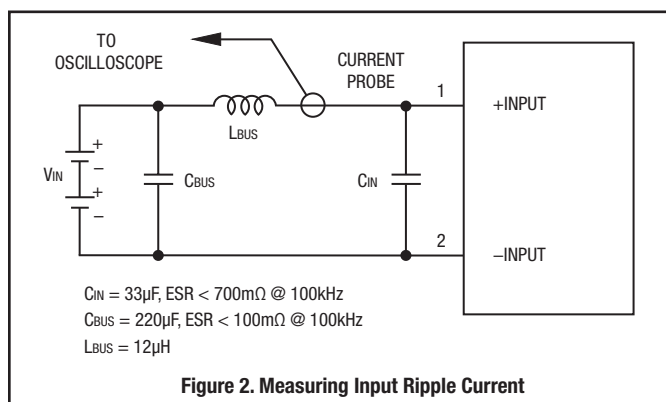 TO
OSCILLOSCOPE
CURRENT
PROBE
1
+INPUT
LBUS
+
–
+
–
VIN
CBUS
CIN
2
–INPUT
CIN = 33µF, ESR < 700mΩ @ 100kHz
CBUS = 220µF, ESR < 100mΩ @ 100kHz
LBUS = 12µH
Figure 2. Measuring Input Ripple Current